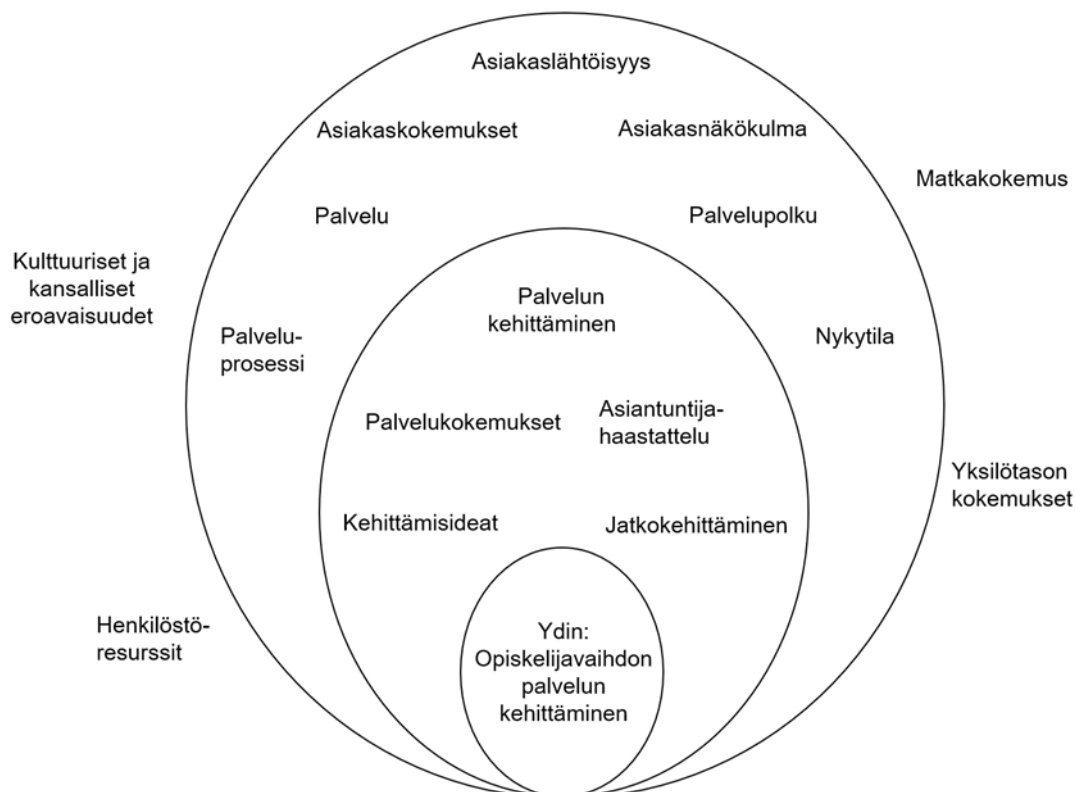 Asiakaslähtöisyys
Asiakaskokemukset
Asiakasnäkökulma
Matkakokemus
Palvelu
Palvelupolku
Kulttuuriset ja
kansalliset
eroavaisuudet
Palvelun
kehittäminen
Palvelu-
prosessi
Nykytila
Palvelukokemukset
Asiantuntija-
haastattelu
Yksilötason
kokemukset
Kehittämisideat
Jatkokehittäminen
Henkilöstö-
resurssit
Ydin:
Opiskelijavaihdon
palvelun
kehittäminen